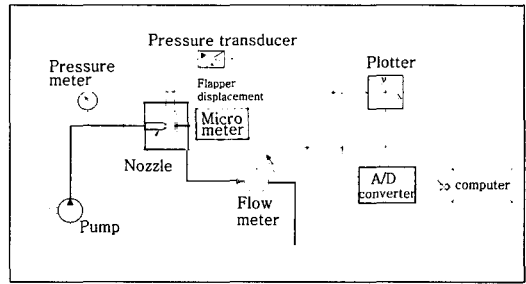 Pressure transducer
Pressure
meter
Plotter
Flapper
displacement
Micro
meter
Nozzle
A/D
converter
computer
Flow
meter
Pump